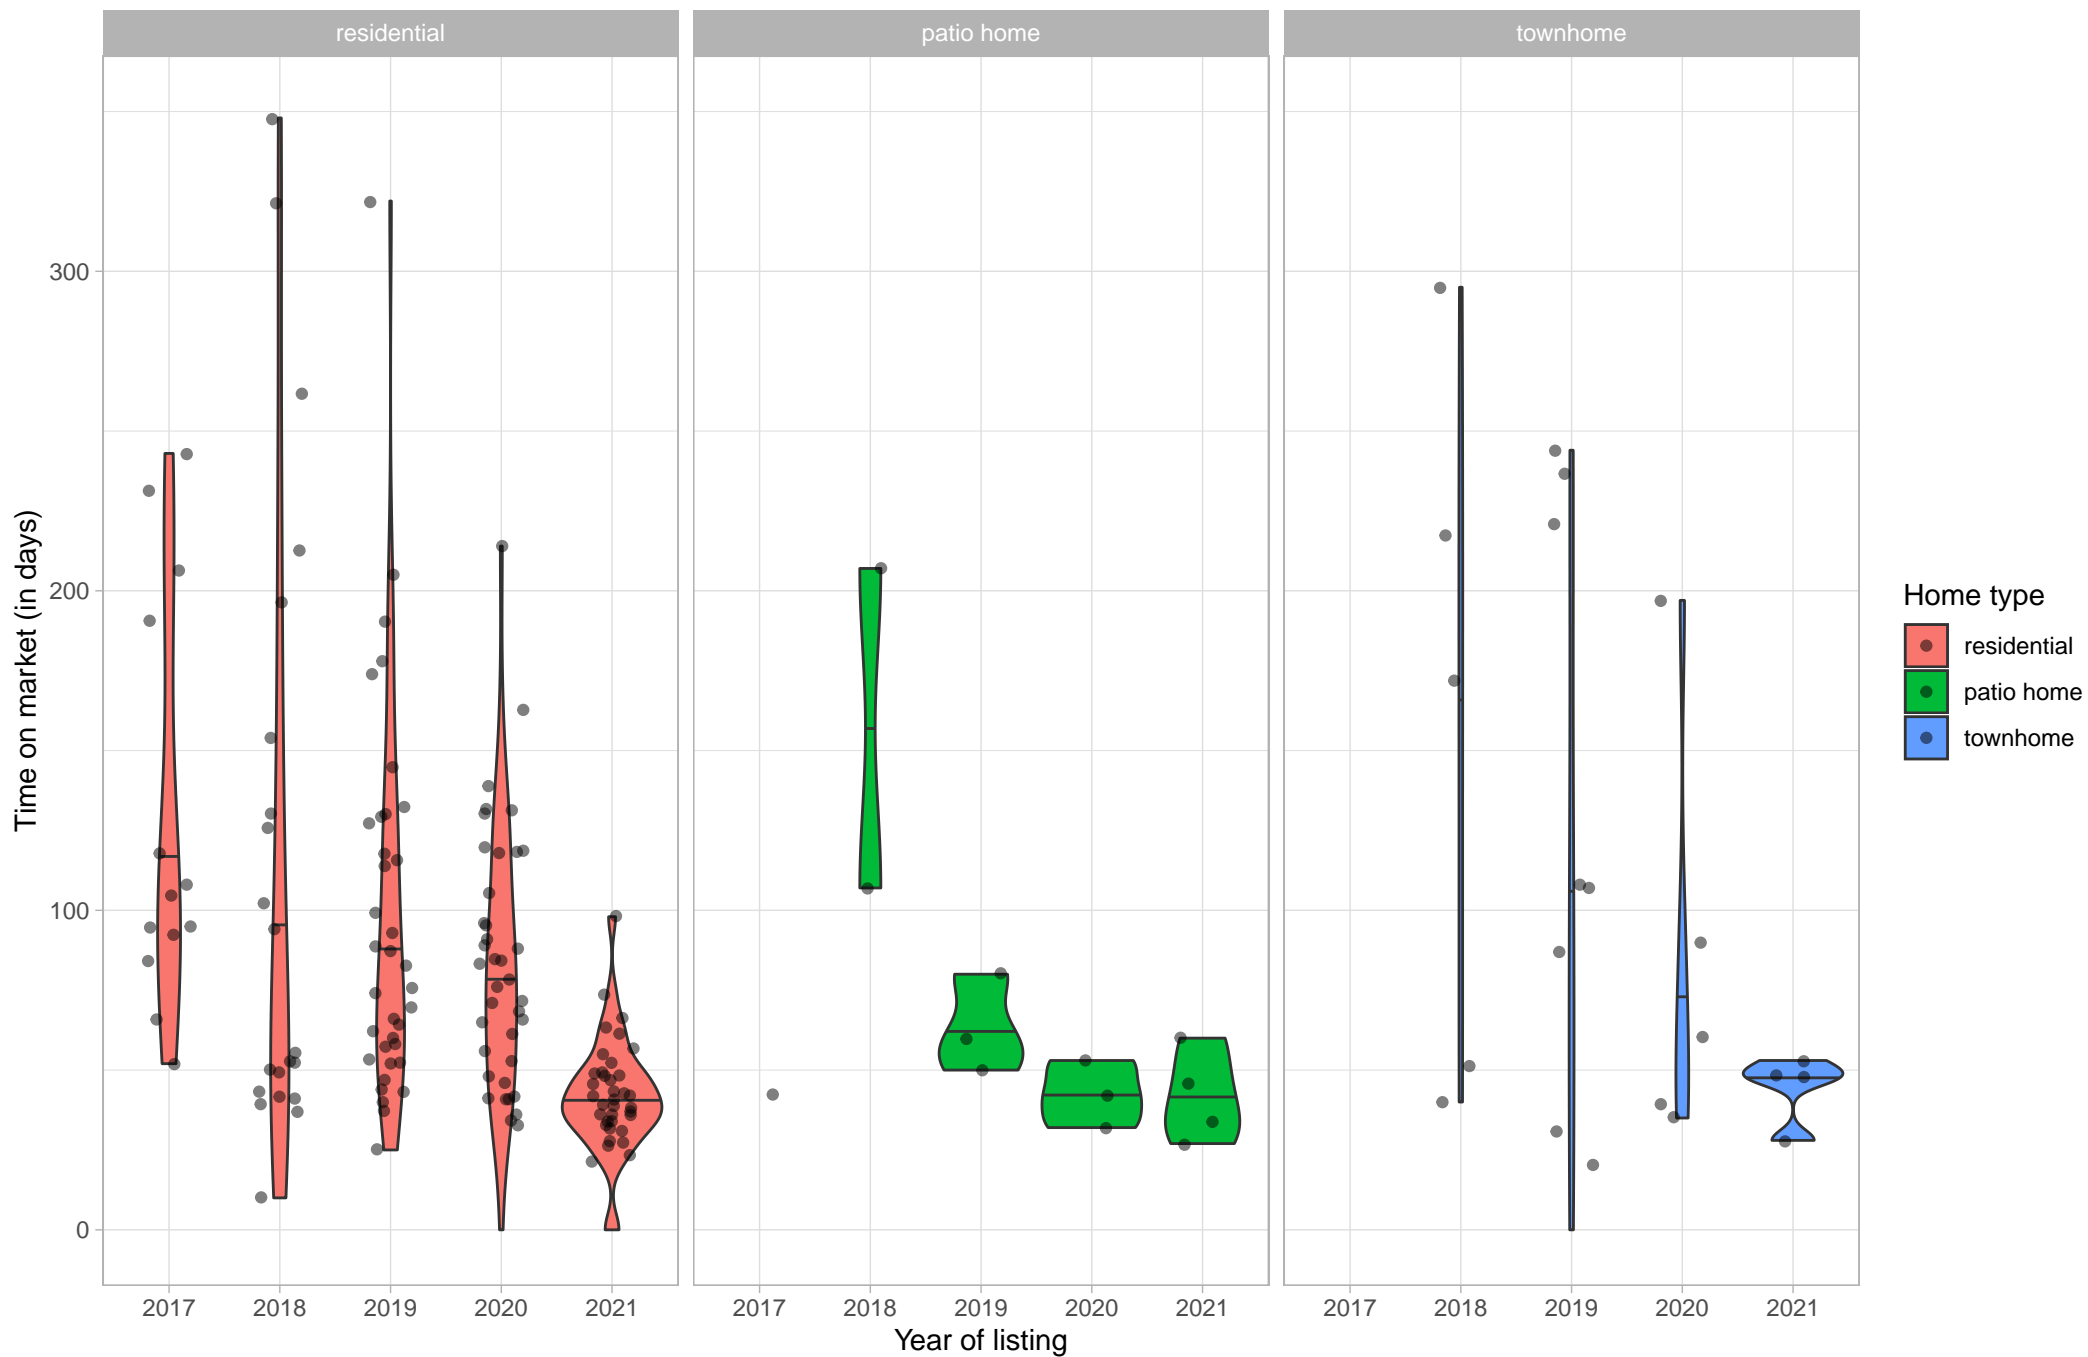 residential
patio home
townhome
Time on market (in days)
300
200
100
0
2017 2018 2019 2020 2021
2017 2018 2019 2020 2021
2017 2018 2019 2020 2021
Year of listing
Home type
residential
patio home
townhome